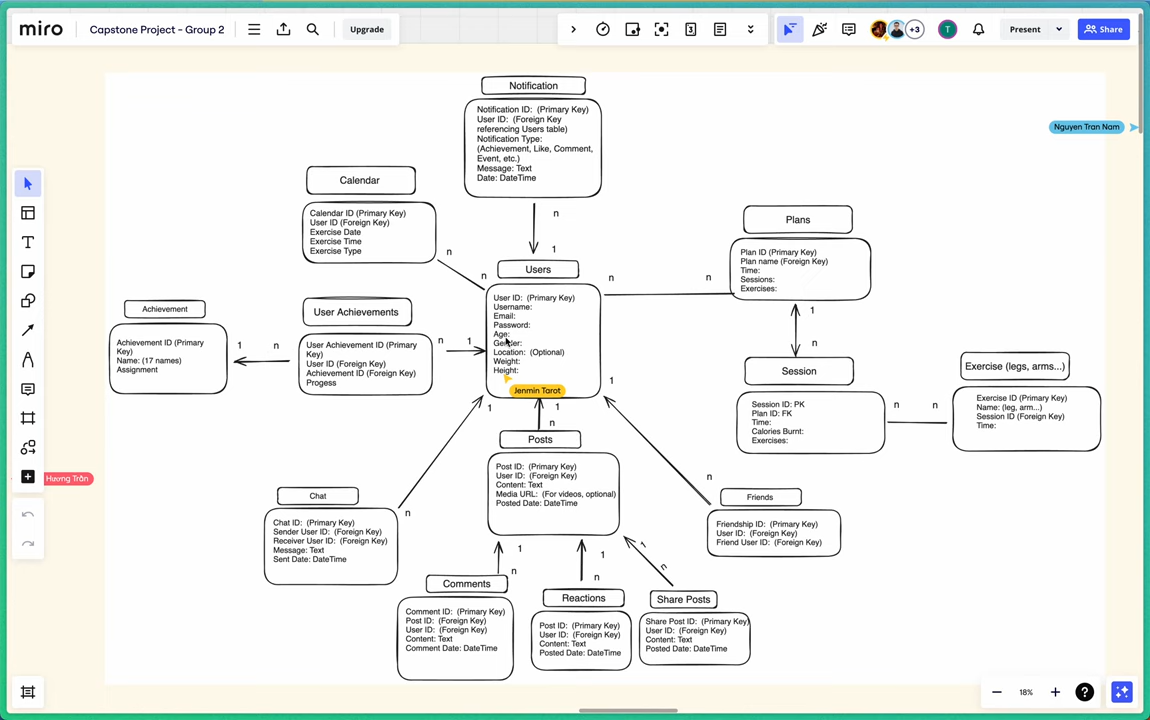 miro
Capstone Project - Group 2
Upgrade
3
+3
T
Present
Share
Nguyen Tran Nam
Hương Trần
Jenmin Tarot
Notification
Notification ID: (Primary Key)
User ID: (Foreign Key
referencing Users table)
Notification Type:
(Achievement, Like, Comment,
Event, etc.)
Message: Text
Date: DateTime
n
1
Calendar
Calendar ID (Primary Key)
User ID (Foreign Key)
Exercise Date
Exercise Time
Exercise Type
n
n
Users
User ID: (Primary Key)
Username:
Email:
Password:
Age:
Gender:
Location: (Optional)
Weight:
Height:
n
n
Plans
Plan ID (Primary Key)
Plan name (Foreign Key)
Time:
Sessions:
Exercises:
1
n
Achievement
Achievement ID (Primary
Key)
Name: (17 names)
Assignment
1
n
User Achievements
User Achievement ID (Primary
Key)
User ID (Foreign Key)
Achievement ID (Foreign Key)
Progess
n
1
Session
Session ID: PK
Plan ID: FK
Time:
Calories Burnt:
Exercises:
n
n
Exercise (legs, arms...)
Exercise ID (Primary Key)
Name: (leg, arm...)
Session ID (Foreign Key)
Time:
1
1
1
n
n
n
Posts
Post ID: (Primary Key)
User ID: (Foreign Key)
Content: Text
Media URL: (For videos, optional)
Posted Date: DateTime
Chat
Chat ID: (Primary Key)
Sender User ID: (Foreign Key)
Receiver User ID: (Foreign Key)
Message: Text
Sent Date: DateTime
Friends
Friendship ID: (Primary Key)
User ID: (Foreign Key)
Friend User ID: (Foreign Key)
1
n
1
n
1
n
Comments
Comment ID: (Primary Key)
Post ID: (Foreign Key)
User ID: (Foreign Key)
Content: Text
Comment Date: DateTime
Reactions
Post ID: (Primary Key)
User ID: (Foreign Key)
Content: Text
Posted Date: DateTime
Share Posts
Share Post ID: (Primary Key)
User ID: (Foreign Key)
Content: Text
Posted Date: DateTime
18%
?